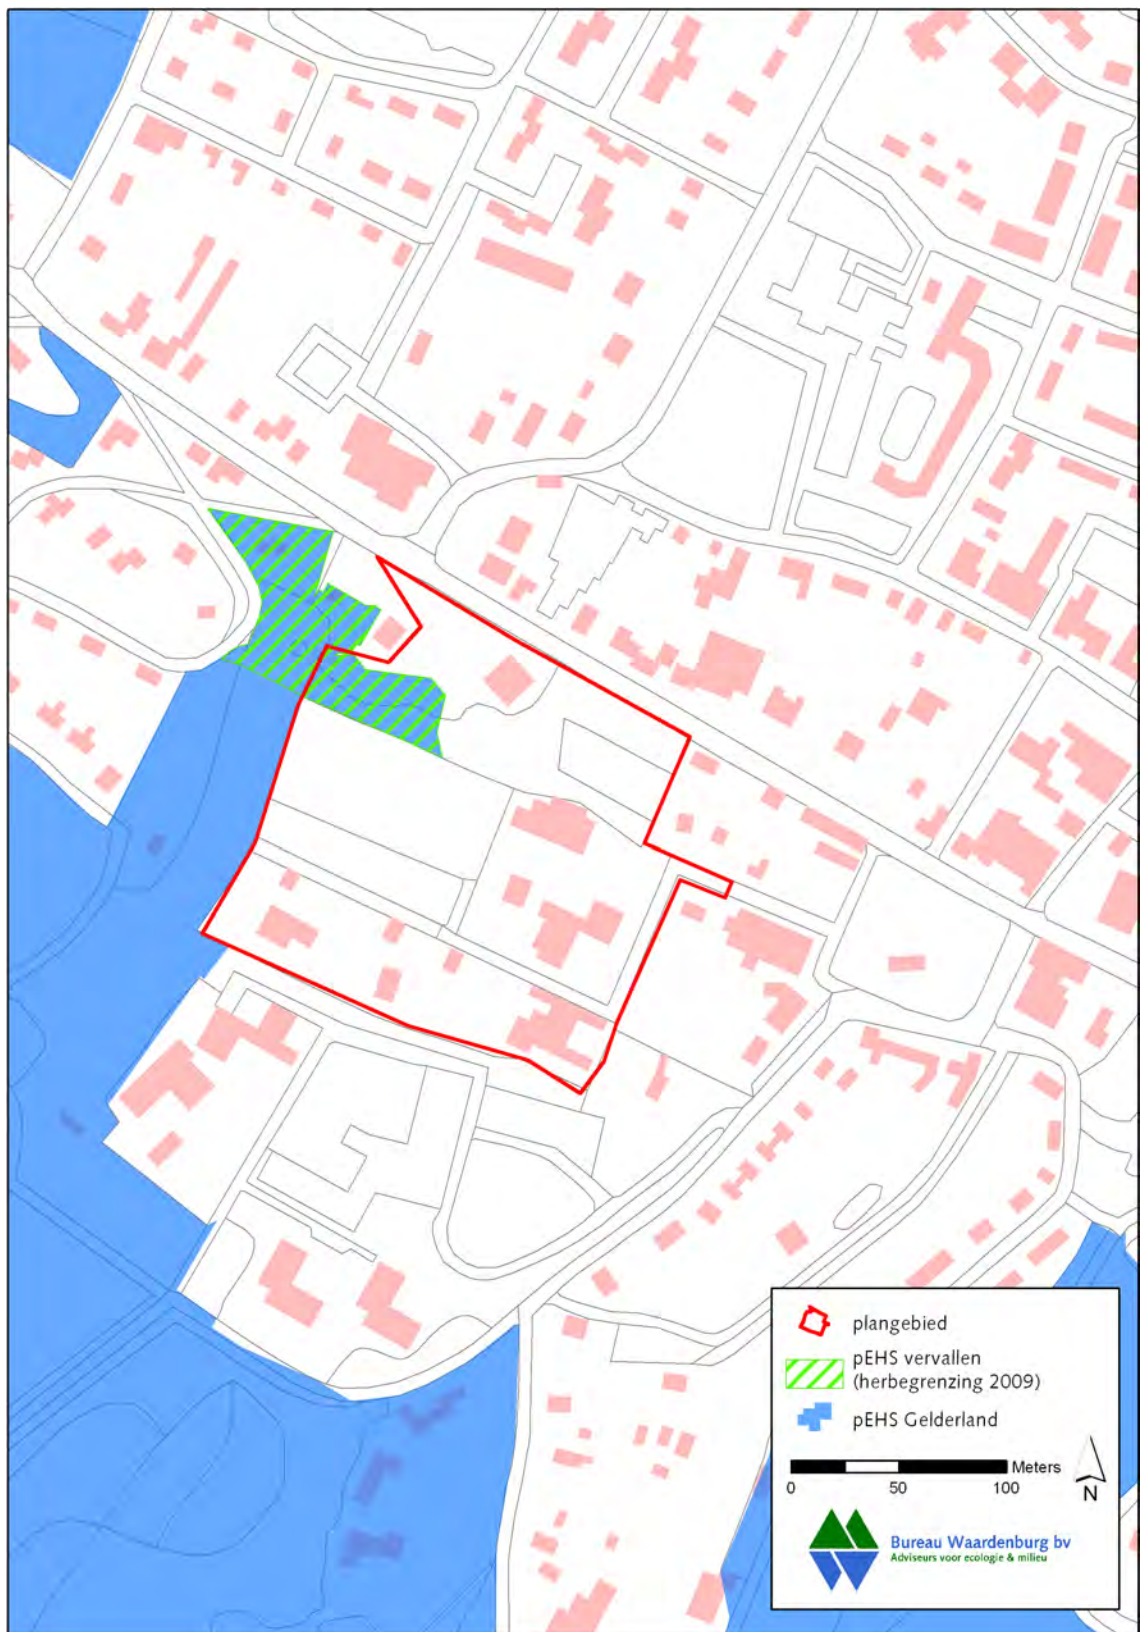 plangebied
pEHS vervallen
(herbegrenzing 2009)
pEHS Gelderland
Meters
0 50 100
N
Bureau Waardenburg bv
Adviseurs voor ecologie & milieu